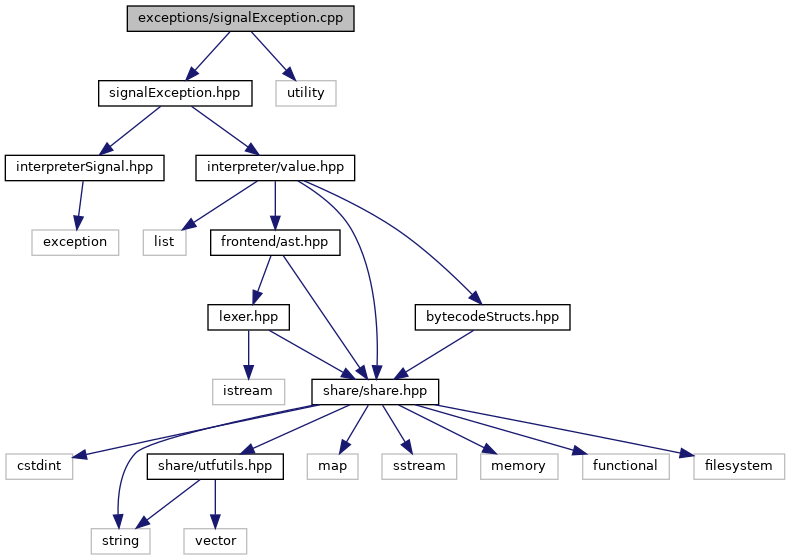 exceptions/signalException.cpp
signalException.hpp
utility
interpreterSignal.hpp
interpreter/value.hpp
exception
list
frontend/ast.hpp
lexer.hpp
bytecodeStructs.hpp
istream
share/share.hpp
cstdint
share/utfutils.hpp
map
sstream
memory
functional
filesystem
string
vector